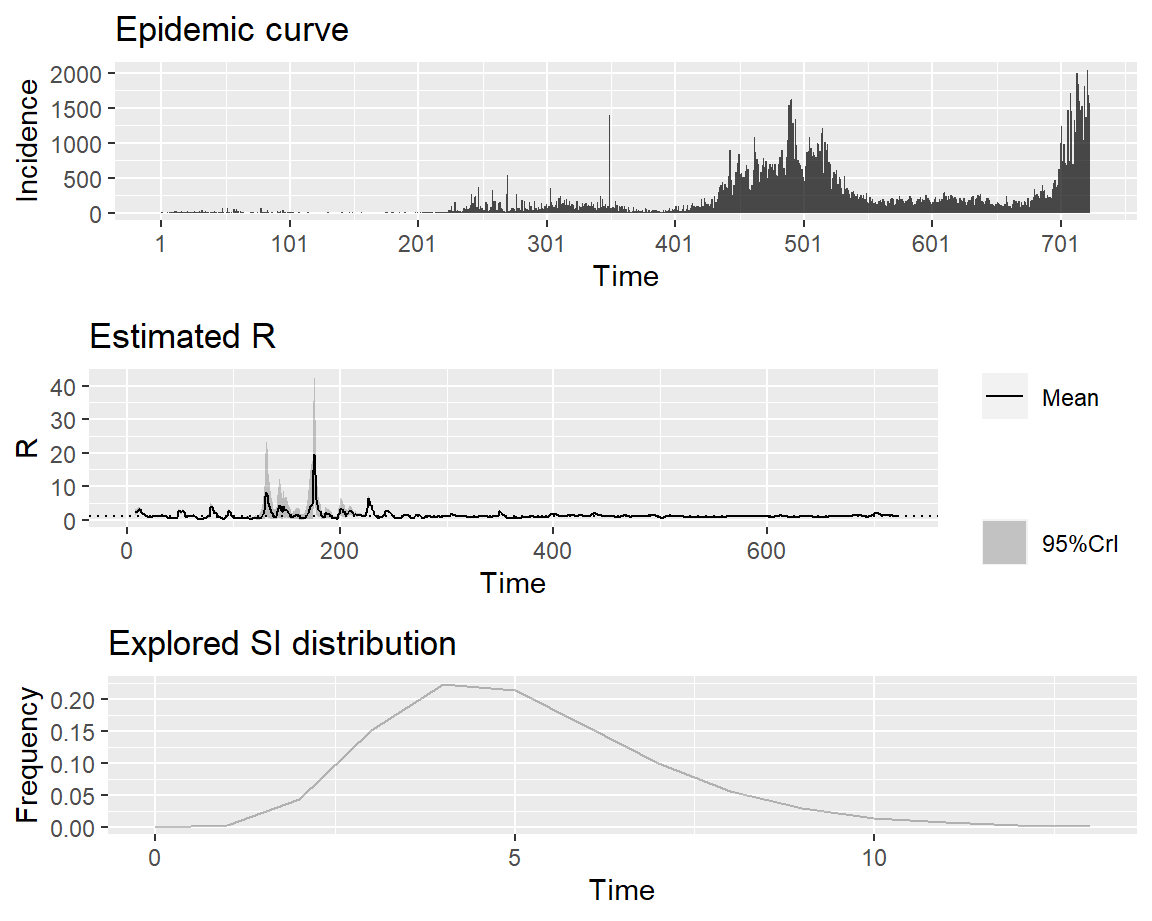 Epidemic curve
2000
1500
1000
500
0
Incidence
1 101 201 301 401 501 601 701
Time
Estimated R
40
30
20
10
0
R
0 200 400 600
Time
Mean
95%CrI
Explored SI distribution
0.20
0.15
0.10
0.05
0.00
Frequency
0 5 10
Time